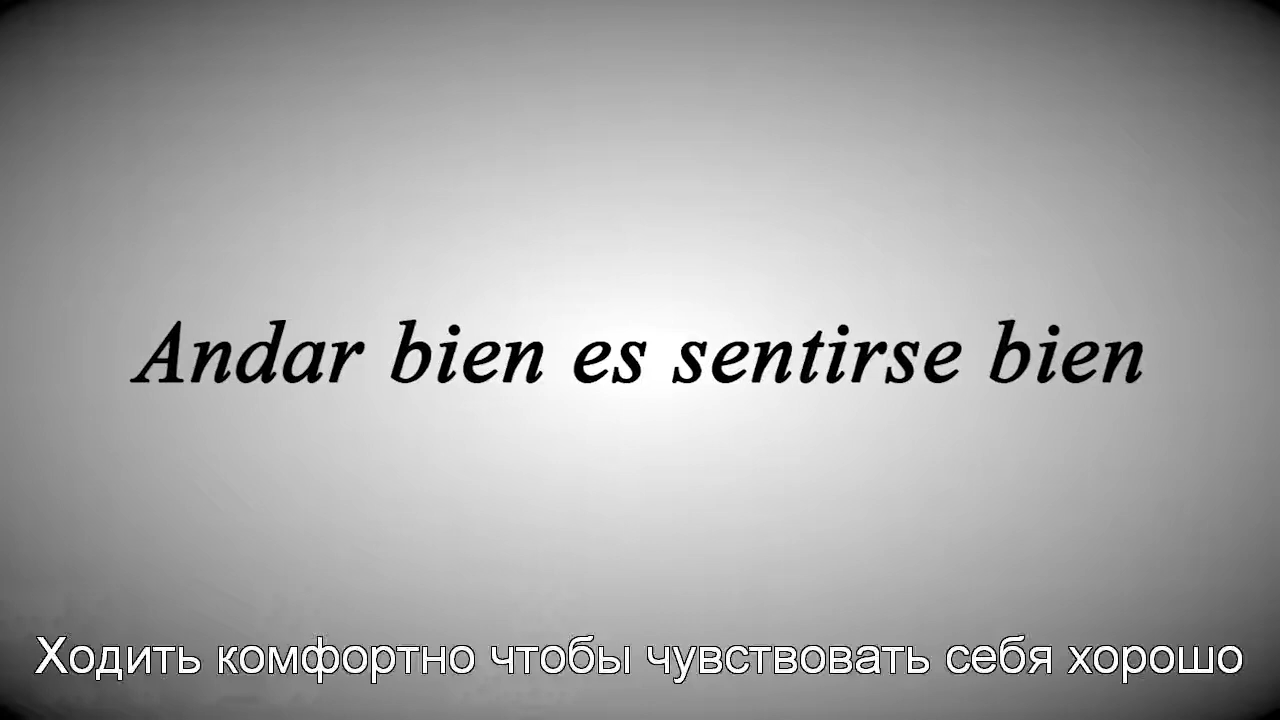 Andar bien es sentirse bien
Ходить комфортно чтобы чувствовать себя хорошо